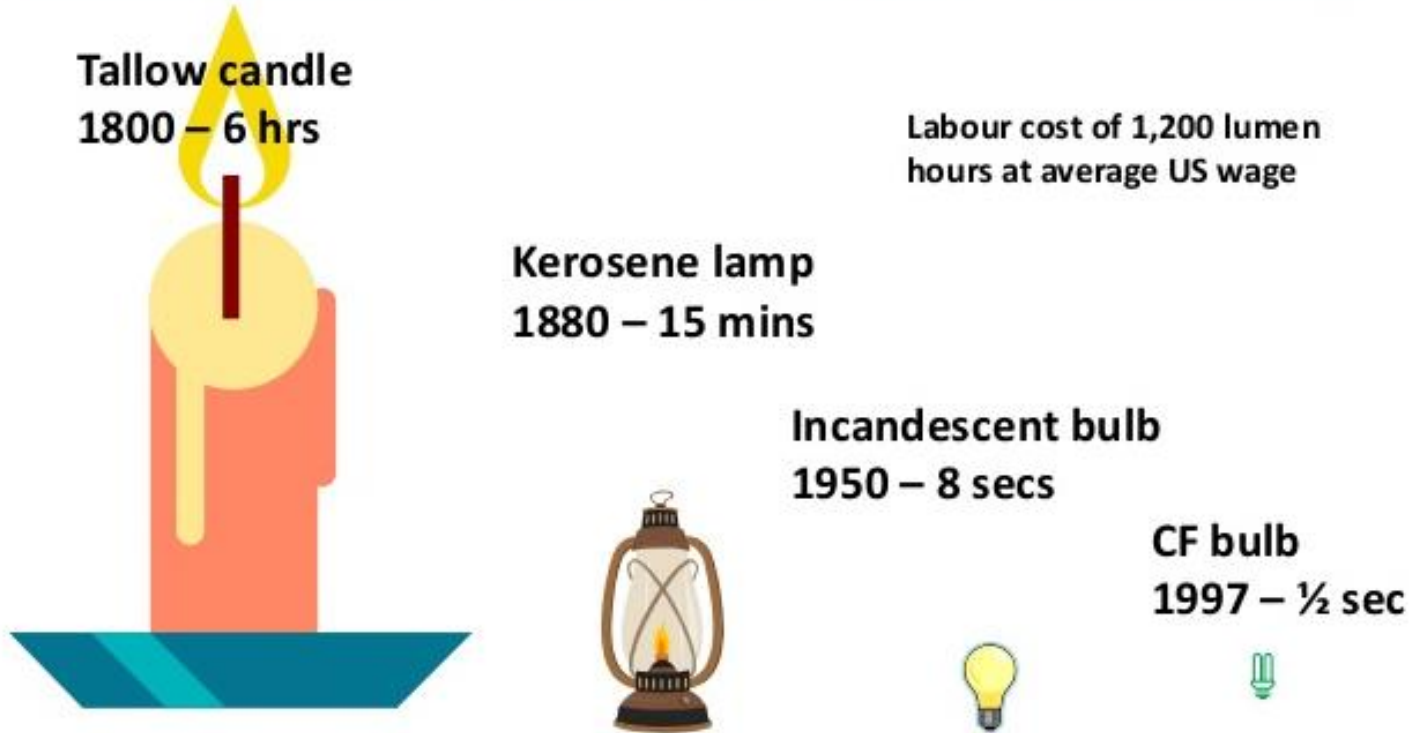 Tallow candle
1800 – 6 hrs
Labour cost of 1,200 lumen
hours at average US wage
Kerosene lamp
1880 – 15 mins
Incandescent bulb
1950 – 8 secs
CF bulb
1997 – ½ sec